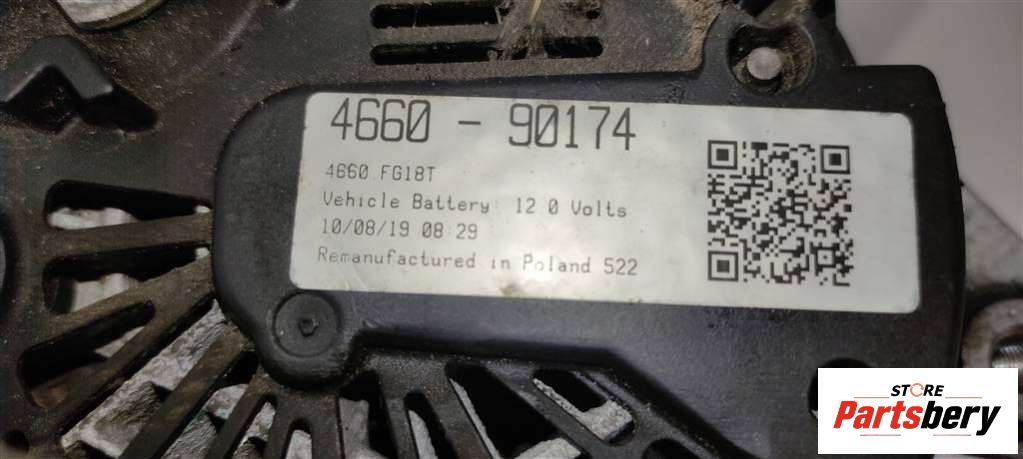 4660 - 90174
4660 FG18T
Vehicle Battery: 12 0 Volts
10/08/19 08:29
Remanufactured in Poland 522
STORE
Partsbery